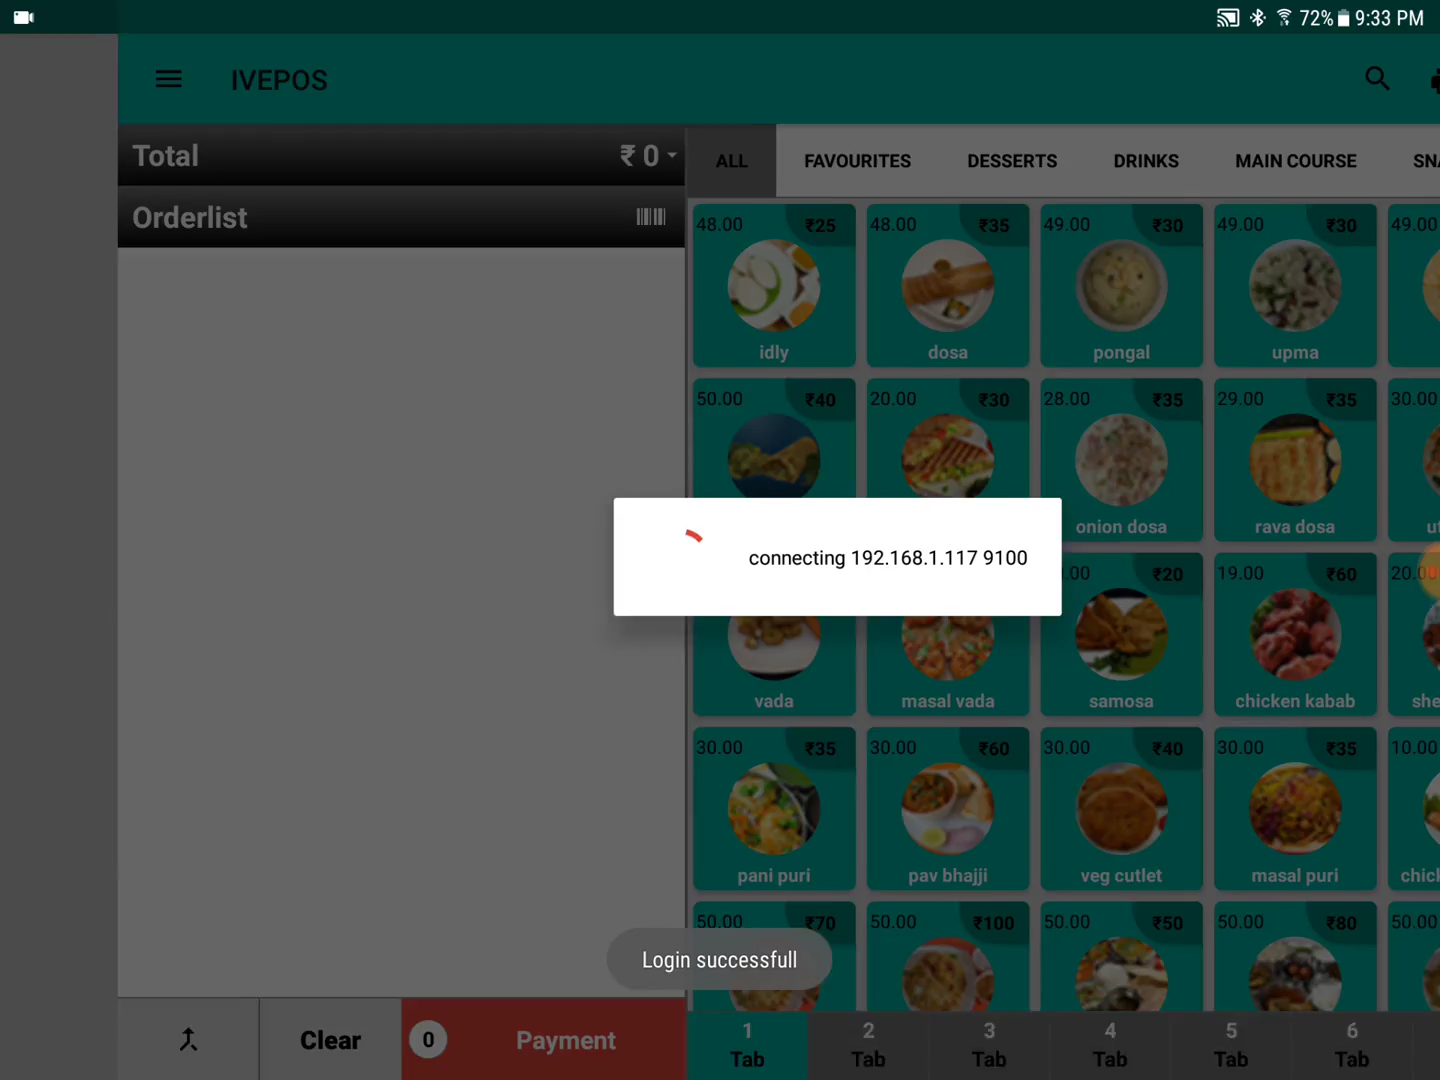 72% 9:33 PM
IVEPOS
Total ₹ 0
Orderlist
ALL FAVOURITES DESSERTS DRINKS MAIN COURSE
48.00 ₹25 48.00 ₹35 49.00 ₹30 49.00 ₹30 49.00
idly dosa pongal upma
50.00 ₹40 20.00 ₹30 28.00 ₹35 29.00 ₹35 30.00
onion dosa rava dosa
connecting 192.168.1.117 9100
.00 ₹20 19.00 ₹60 20.00
vada masal vada samosa chicken kabab
30.00 ₹35 30.00 ₹60 30.00 ₹40 30.00 ₹35 10.00
pani puri pav bhajji veg cutlet masal puri
50.00 ₹70 50.00 ₹100 50.00 ₹50 50.00 ₹80 50.00
Login successfull
Clear 0 Payment
1 2 3 4 5 6
Tab Tab Tab Tab Tab Tab